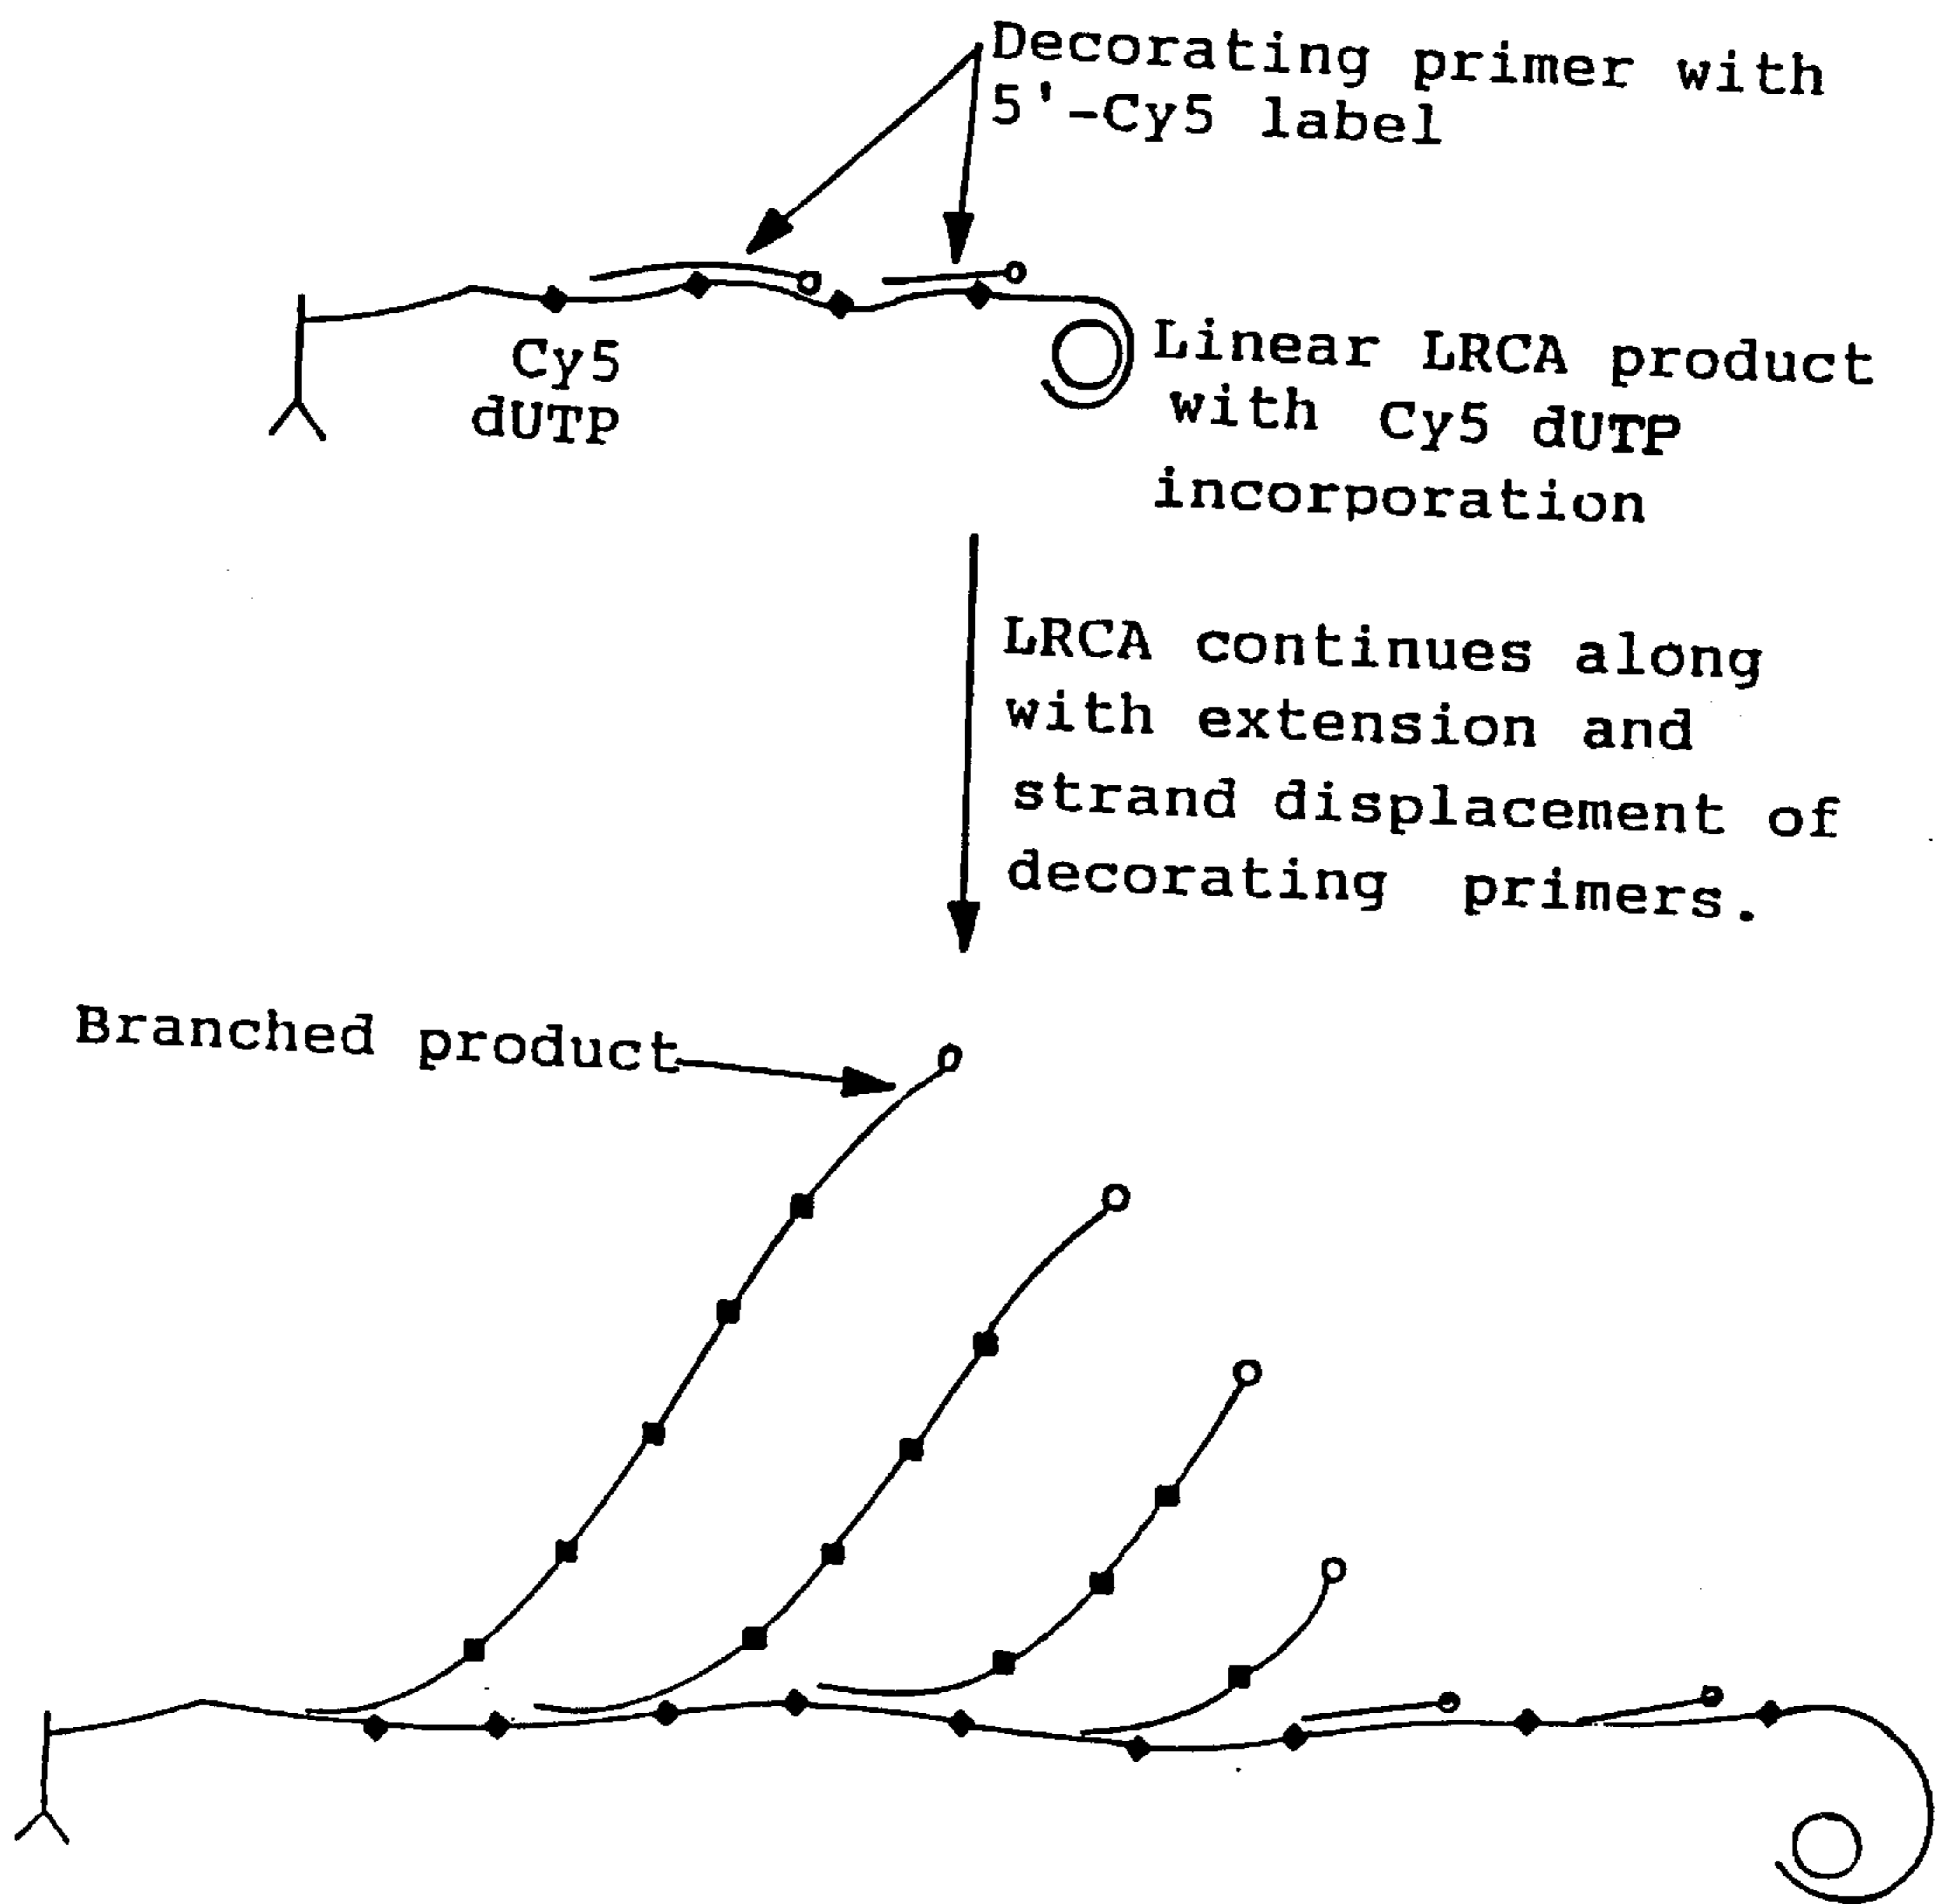 Decorating primer with
5'-Cy5 label
Cy5
dUTP
Linear LRCA product
with Cy5 dUTP
incorporation
LRCA continues along
with extension and
strand displacement of
decorating primers.
Branched product